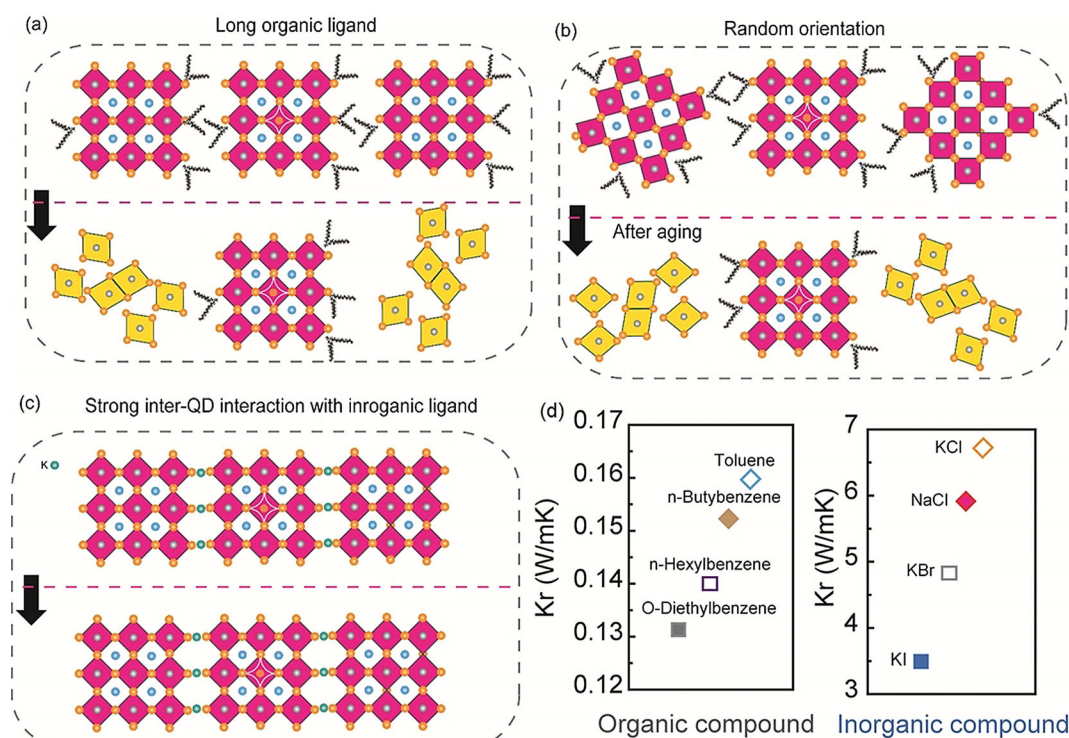 (a)
Long organic ligand
(b)
Random orientation
After aging
(c)
Strong inter-QD interaction with inroganic ligand
K
(d)
0.17
0.16
0.15
0.14
0.13
0.12
Kr (W/mK)
Toluene
n-Butybenzene
n-Hexylbenzene
O-Diethylbenzene
Organic compound
7
6
5
4
3
Kr (W/mK)
KCl
NaCl
KBr
KI
Inorganic compound